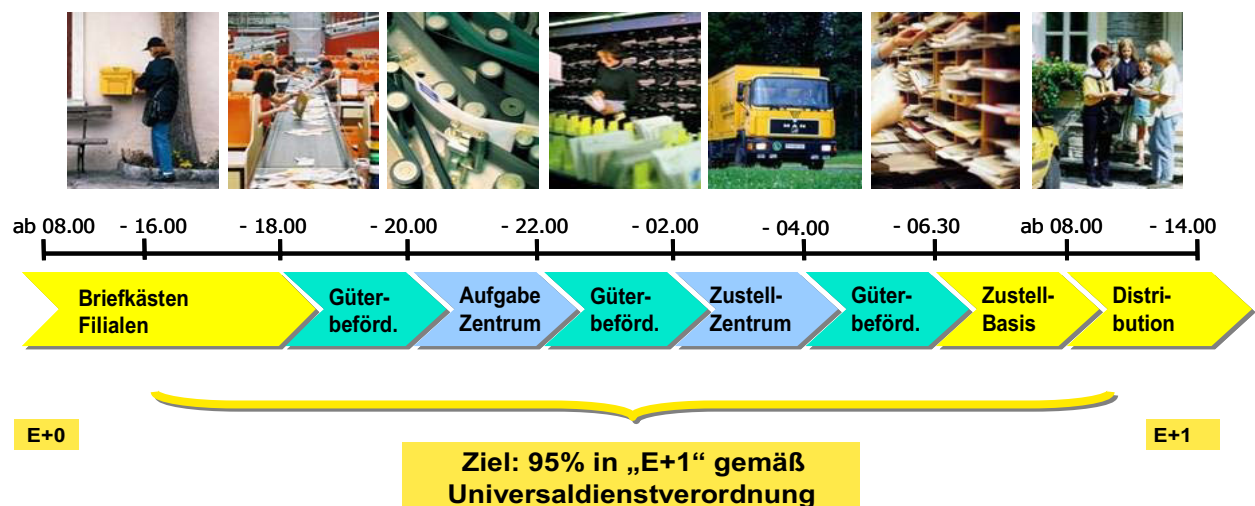 ab 08.00 - 16.00 - 18.00 - 20.00 - 22.00 - 02.00 - 04.00 - 06.30 ab 08.00 - 14.00
Briefkästen
Filialen
Güter-
beförd.
Aufgabe
Zentrum
Güter-
beförd.
Zustell-
Zentrum
Güter-
beförd.
Zustell-
Basis
Distri-
bution
E+0
E+1
Ziel: 95% in „E+1“ gemäß
Universaldienstverordnung